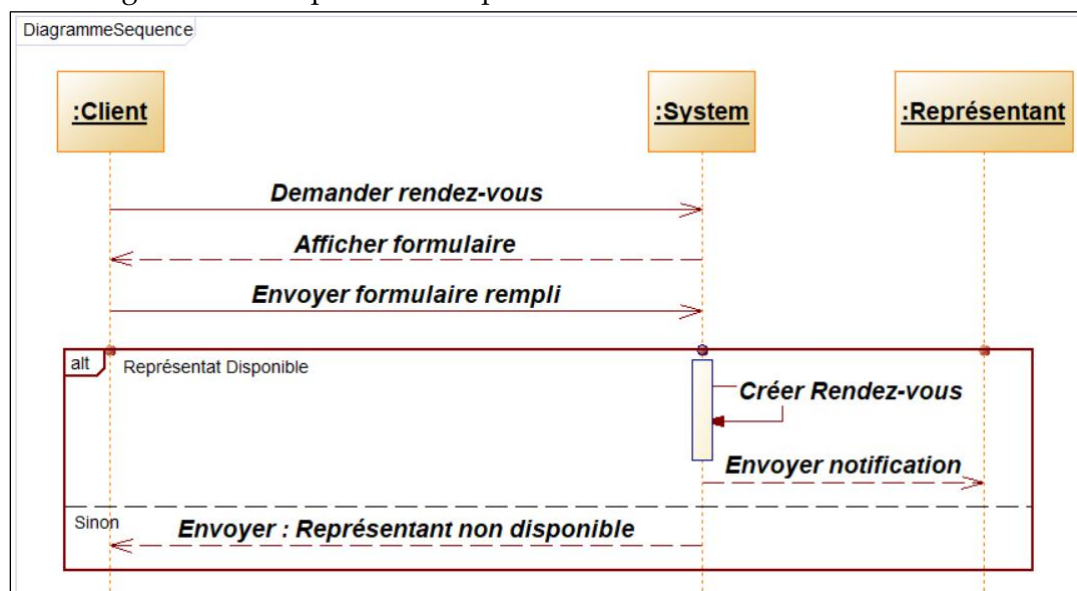 DiagrammeSequence
:Client
:System
:Représentant
Demander rendez-vous
Afficher formulaire
Envoyer formulaire rempli
alt
Représentat Disponible
Créer Rendez-vous
Envoyer notification
Sinon
Envoyer : Représentant non disponible